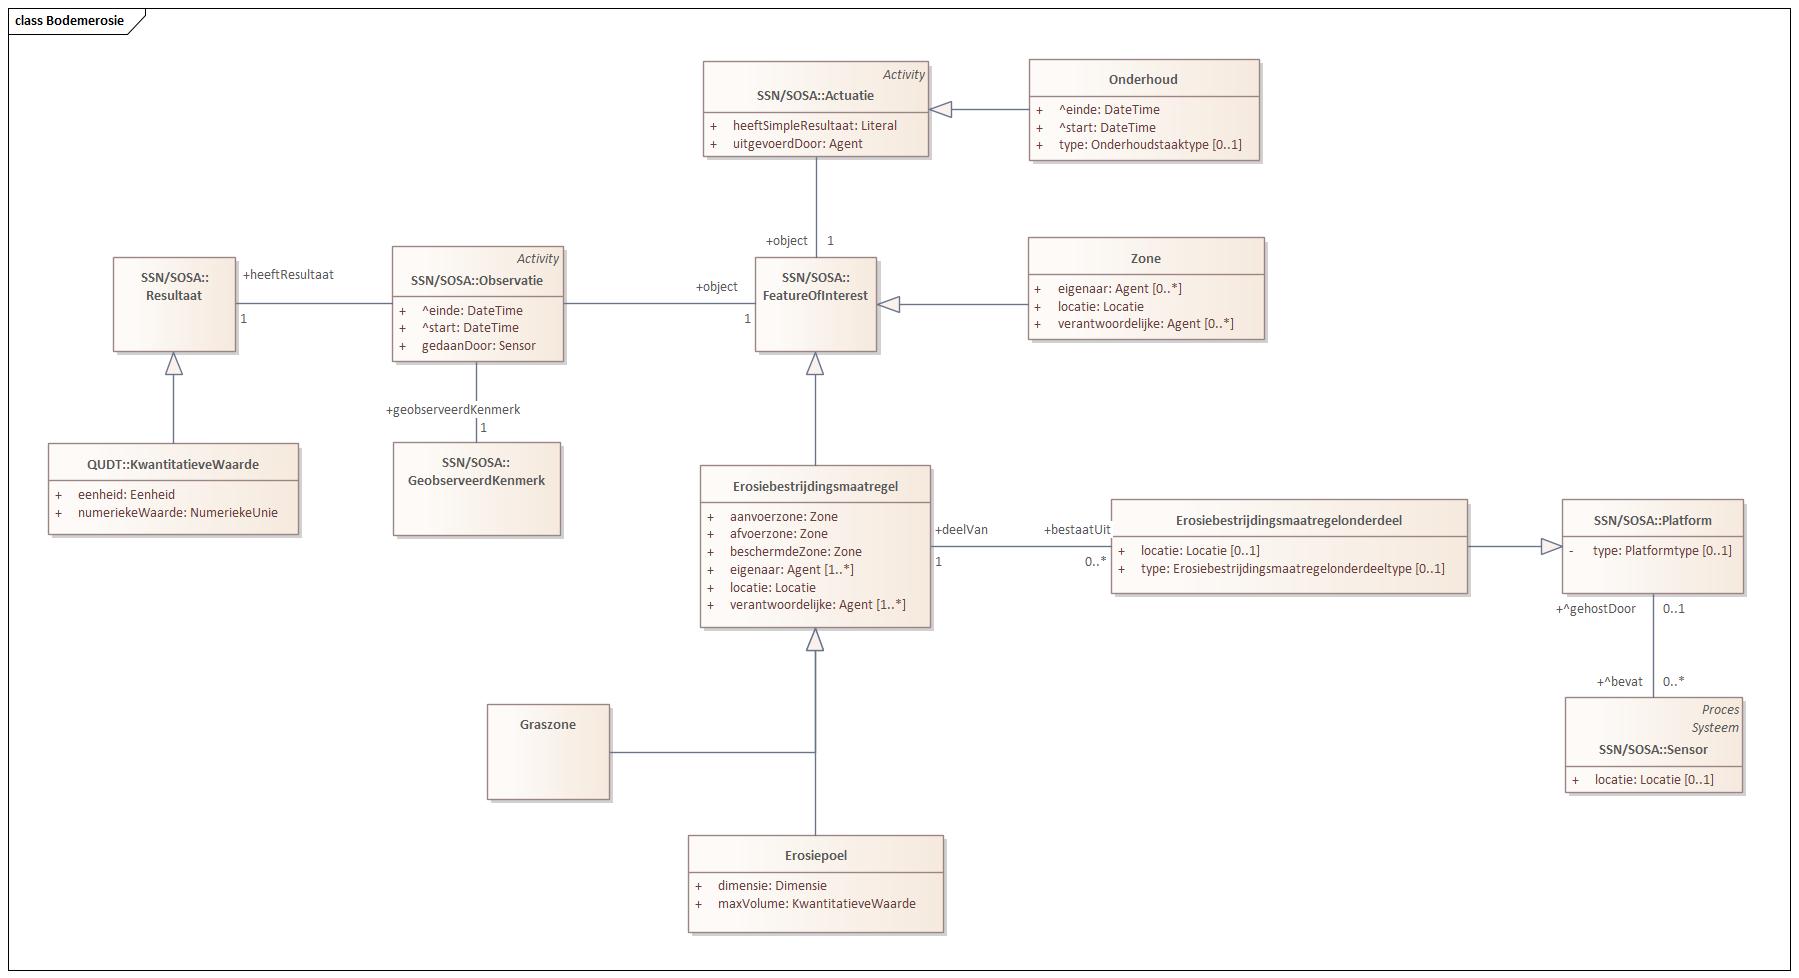 class Bodemerosie
Activity
SSN/SOSA::Actuatie
+ heeftSimpleResultaat: Literal
+ uitgevoerdDoor: Agent
Onderhoud
+ ^einde: DateTime
+ ^start: DateTime
+ type: Onderhoudstaaktype [0..1]
+object 1
SSN/SOSA::
Resultaat
+heeftResultaat
1
Activity
SSN/SOSA::Observatie
+ ^einde: DateTime
+ ^start: DateTime
+ gedaanDoor: Sensor
+object
1
SSN/SOSA::
FeatureOfInterest
Zone
+ eigenaar: Agent [0..*]
+ locatie: Locatie
+ verantwoordelijke: Agent [0..*]
+geobserveerdKenmerk
1
QUDT::KwantitatieveWaarde
+ eenheid: Eenheid
+ numeriekeWaarde: NumeriekeUnie
SSN/SOSA::
GeobserveerdKenmerk
Erosiebestrijdingsmaatregel
+ aanvoerzone: Zone
+ afvoerzone: Zone
+ beschermdeZone: Zone
+ eigenaar: Agent [1..*]
+ locatie: Locatie
+ verantwoordelijke: Agent [1..*]
+deelVan
1
+bestaatUit
0..*
Erosiebestrijdingsmaatregelonderdeel
+ locatie: Locatie [0..1]
+ type: Erosiebestrijdingsmaatregelonderdeeltype [0..1]
SSN/SOSA::Platform
- type: Platformtype [0..1]
+^gehostDoor 0..1
+^bevat 0..*
Proces
Systeem
SSN/SOSA::Sensor
+ locatie: Locatie [0..1]
Graszone
Erosiepoel
+ dimensie: Dimensie
+ maxVolume: KwantitatieveWaarde